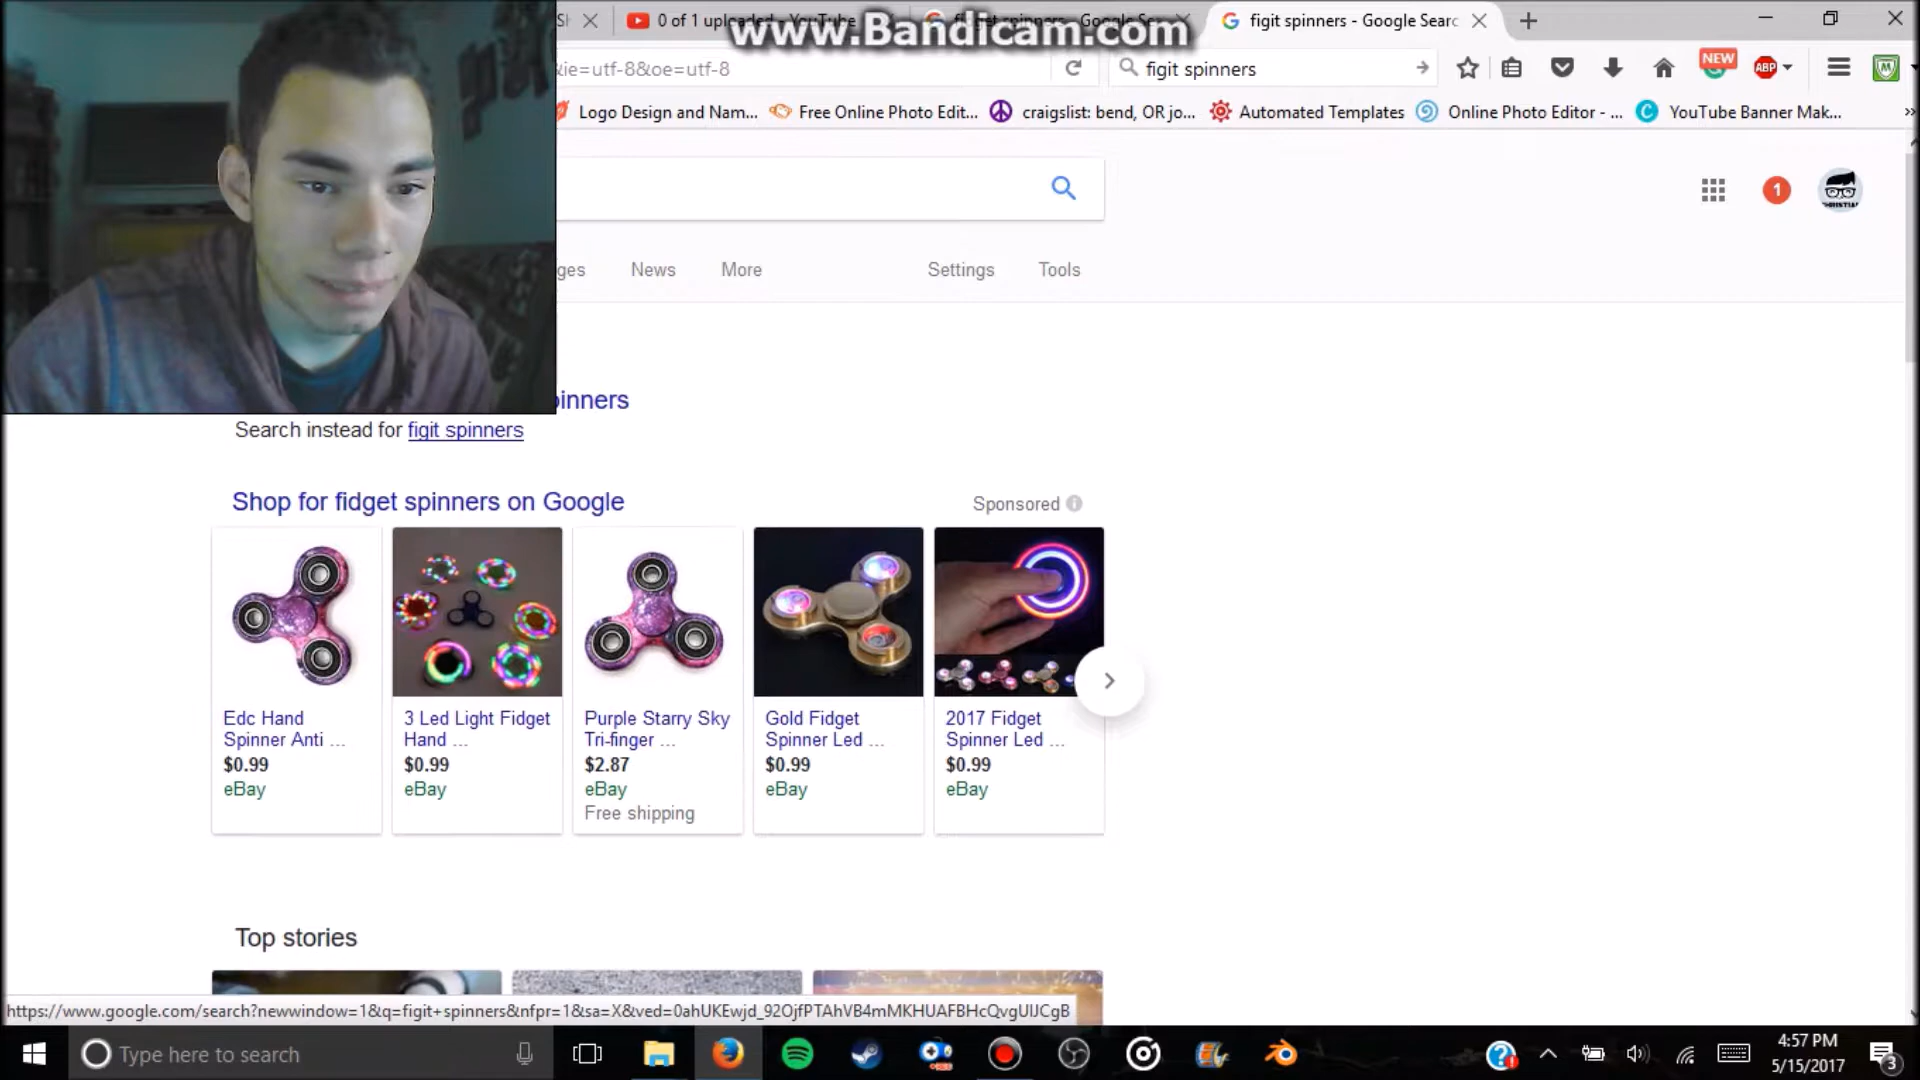 0 of 1 uploaded - YouTube
fidget spinners - Google Se
figit spinners - Google Searc
www.Bandicam.com
&ie=utf-8&oe=utf-8
figit spinners
NEW
ABP
Logo Design and Nam...
Free Online Photo Edit...
craigslist: bend, OR jo...
Automated Templates
Online Photo Editor - ...
YouTube Banner Mak...
1
ges
News
More
Settings
Tools
pinners
Search instead for figit spinners
Shop for fidget spinners on Google
Sponsored
Edc Hand
Spinner Anti ...
$0.99
eBay
3 Led Light Fidget
Hand ...
$0.99
eBay
Purple Starry Sky
Tri-finger ...
$2.87
eBay
Free shipping
Gold Fidget
Spinner Led ...
$0.99
eBay
2017 Fidget
Spinner Led ...
$0.99
eBay
Top stories
https://www.google.com/search?newwindow=1&q=figit+spinners&nfpr=1&sa=X&ved=0ahUKEwjd_92OjfPTAhVB4mMKHUAFBHcQvgUIJCgB
Type here to search
4:57 PM
5/15/2017
3